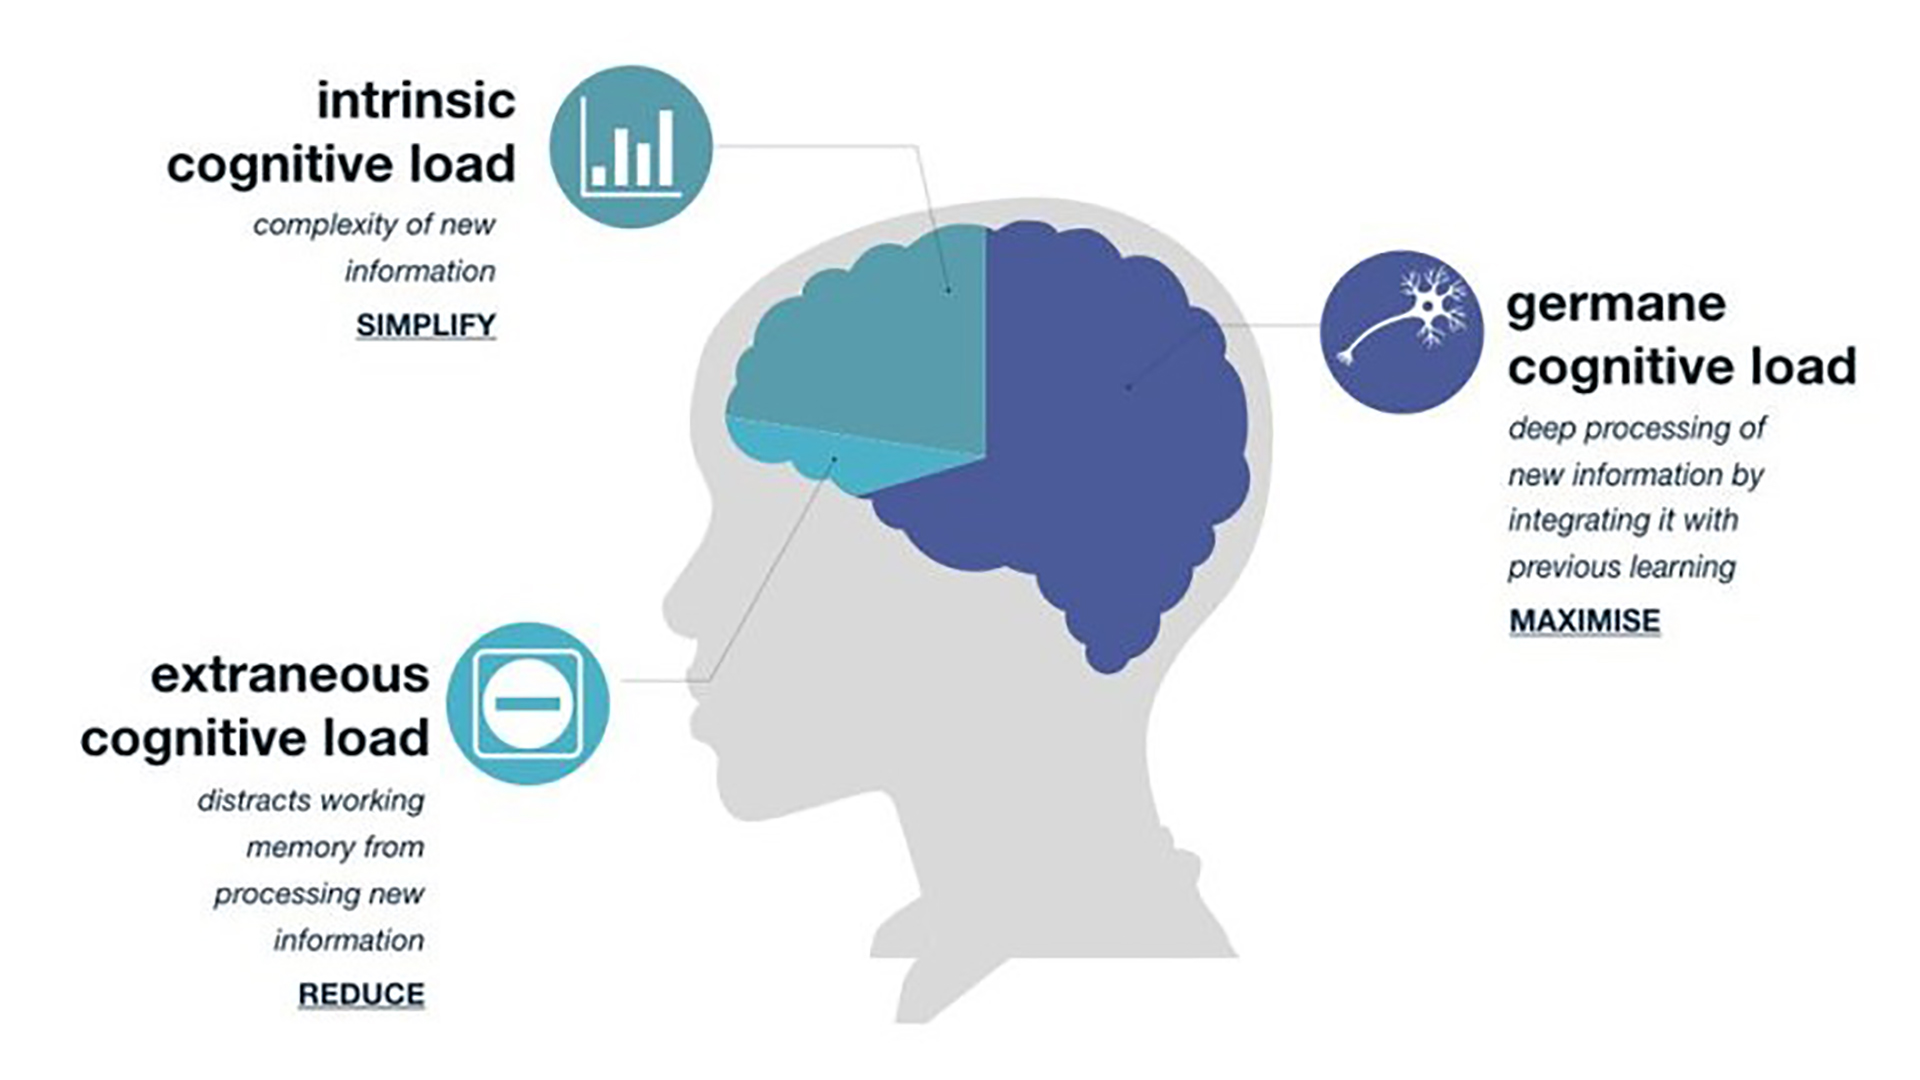 intrinsic
cognitive load
complexity of new
information
SIMPLIFY
germane
cognitive load
deep processing of
new information by
integrating it with
previous learning
MAXIMISE
extraneous
cognitive load
distracts working
memory from
processing new
information
REDUCE